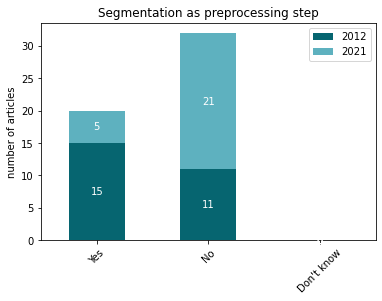 Segmentation as preprocessing step
2012
2021
number of articles
30
25
20
15
10
5
0
5
15
21
11
Yes
No
Don't know